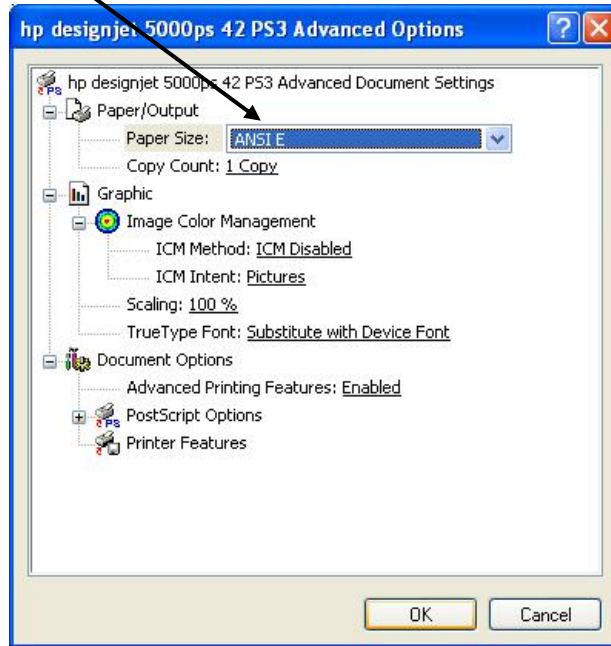 hp designjet 5000ps 42 PS3 Advanced Options
hp designjet 5000ps 42 PS3 Advanced Document Settings
Paper/Output
Paper Size: ANSI E
Copy Count: 1 Copy
Graphic
Image Color Management
ICM Method: ICM Disabled
ICM Intent: Pictures
Scaling: 100 %
TrueType Font: Substitute with Device Font
Document Options
Advanced Printing Features: Enabled
PS PostScript Options
Printer Features
OK Cancel